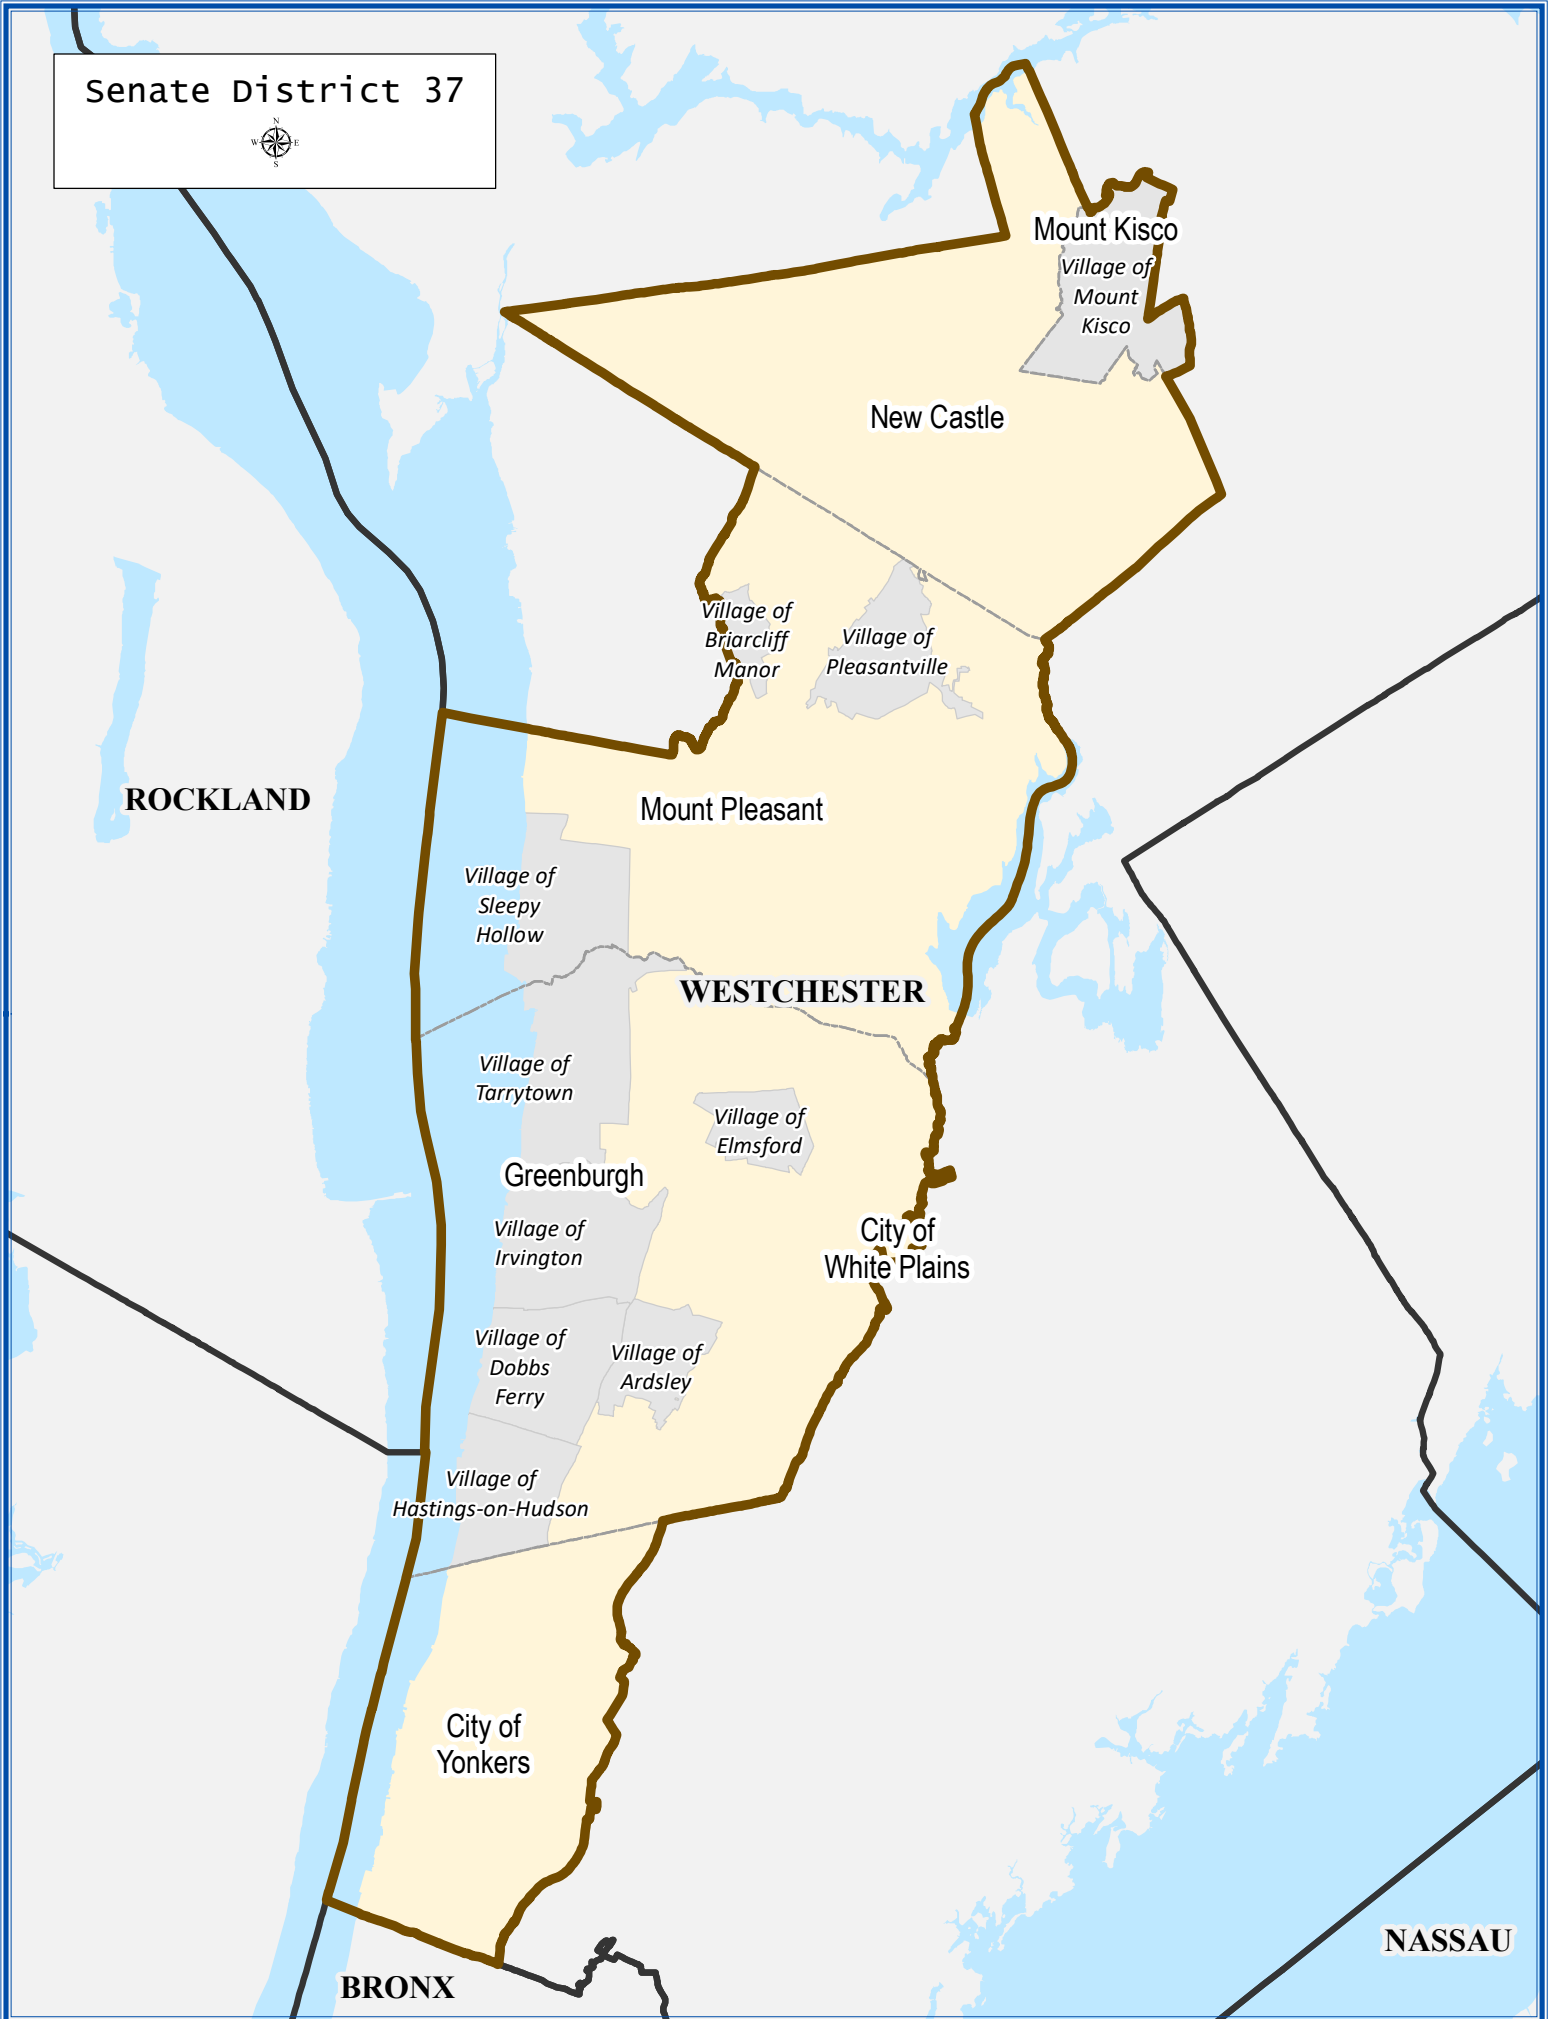 Senate District 37
N
W E
S
Mount Kisco
Village of
Mount
Kisco
New Castle
Village of
Briarcliff
Manor
Village of
Pleasantville
ROCKLAND
Mount Pleasant
Village of
Sleepy
Hollow
WESTCHESTER
Village of
Tarrytown
Village of
Elmsford
Greenburgh
Village of
Irvington
City of
White Plains
Village of
Dobbs
Ferry
Village of
Ardsley
Village of
Hastings-on-Hudson
City of
Yonkers
NASSAU
BRONX